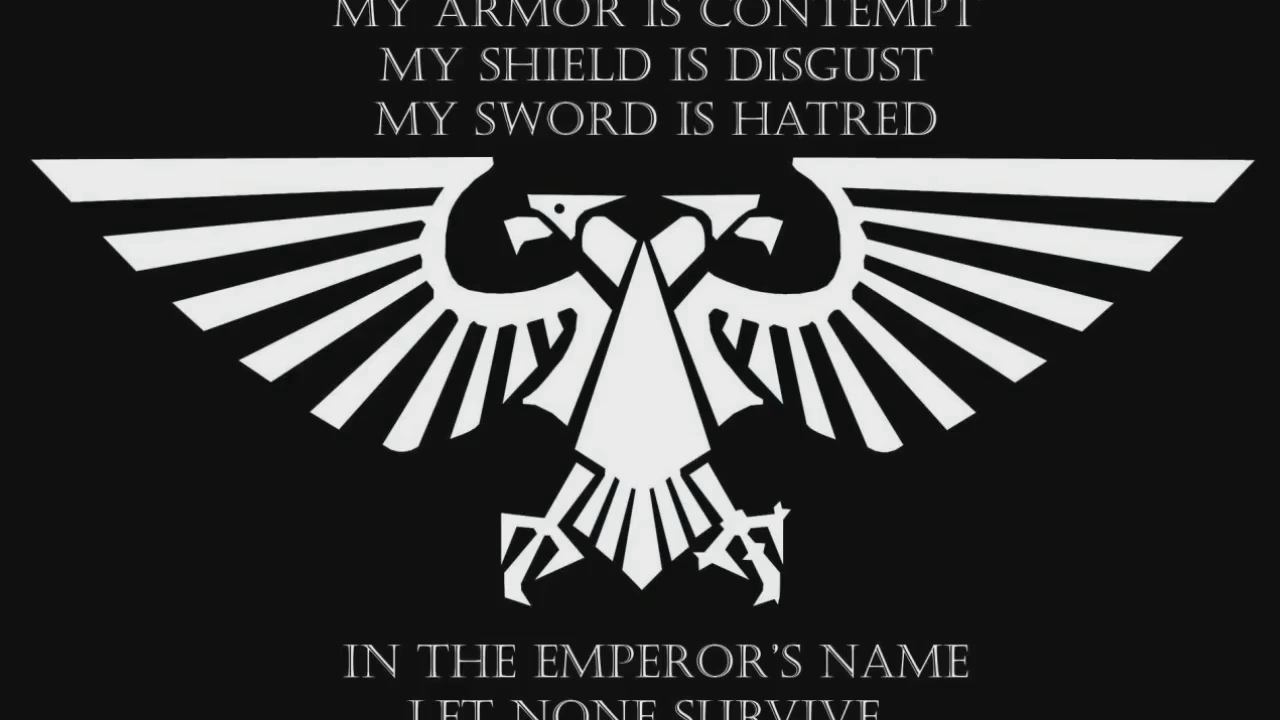 MY ARMOR IS CONTEMPT
MY SHIELD IS DISGUST
MY SWORD IS HATRED
IN THE EMPEROR'S NAME
LET NONE SURVIVE